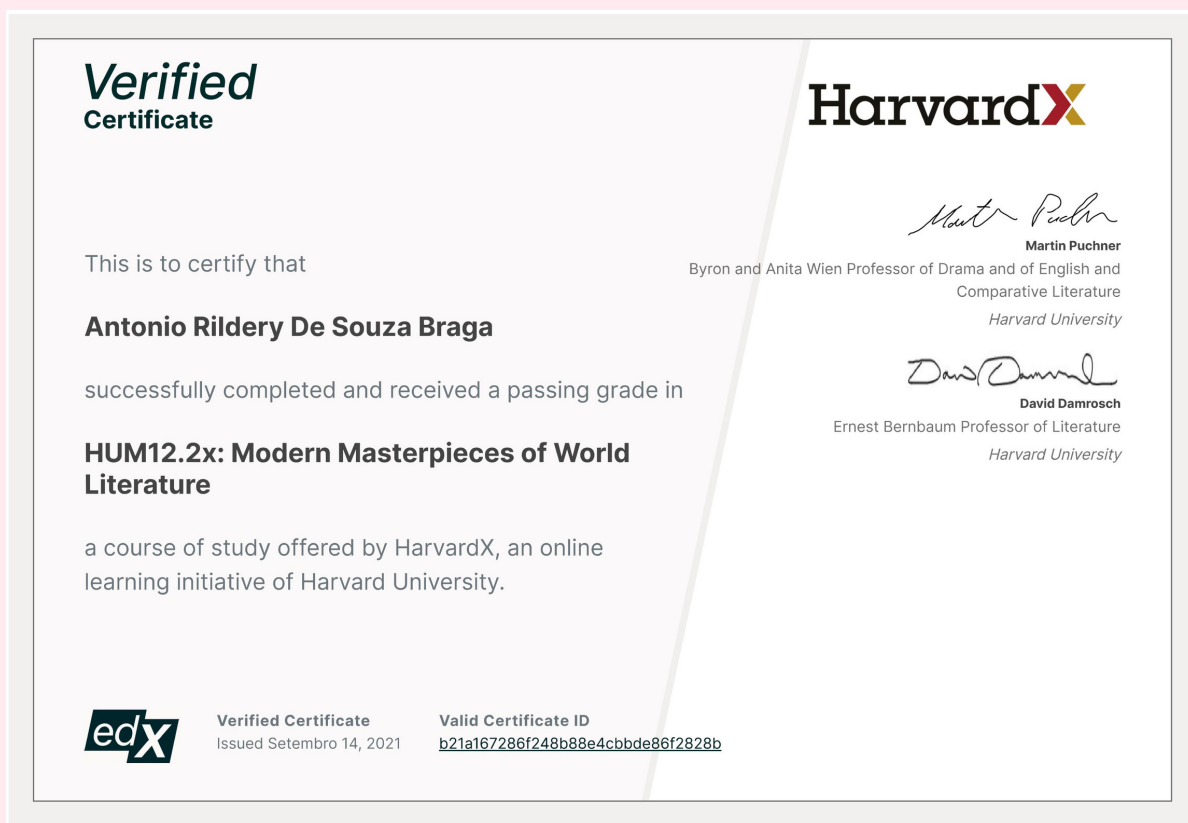 Verified
Certificate
This is to certify that
Antonio Rildery De Souza Braga
successfully completed and received a passing grade in
HUM12.2x: Modern Masterpieces of World
Literature
a course of study offered by HarvardX, an online
learning initiative of Harvard University.
edX
Verified Certificate
Issued Setembro 14, 2021
Valid Certificate ID
b21a167286f248b88e4cbbde86f2828b
HarvardX
Martin Puchner
Martin Puchner
Byron and Anita Wien Professor of Drama and of English and
Comparative Literature
Harvard University
David Damrosch
David Damrosch
Ernest Bernbaum Professor of Literature
Harvard University